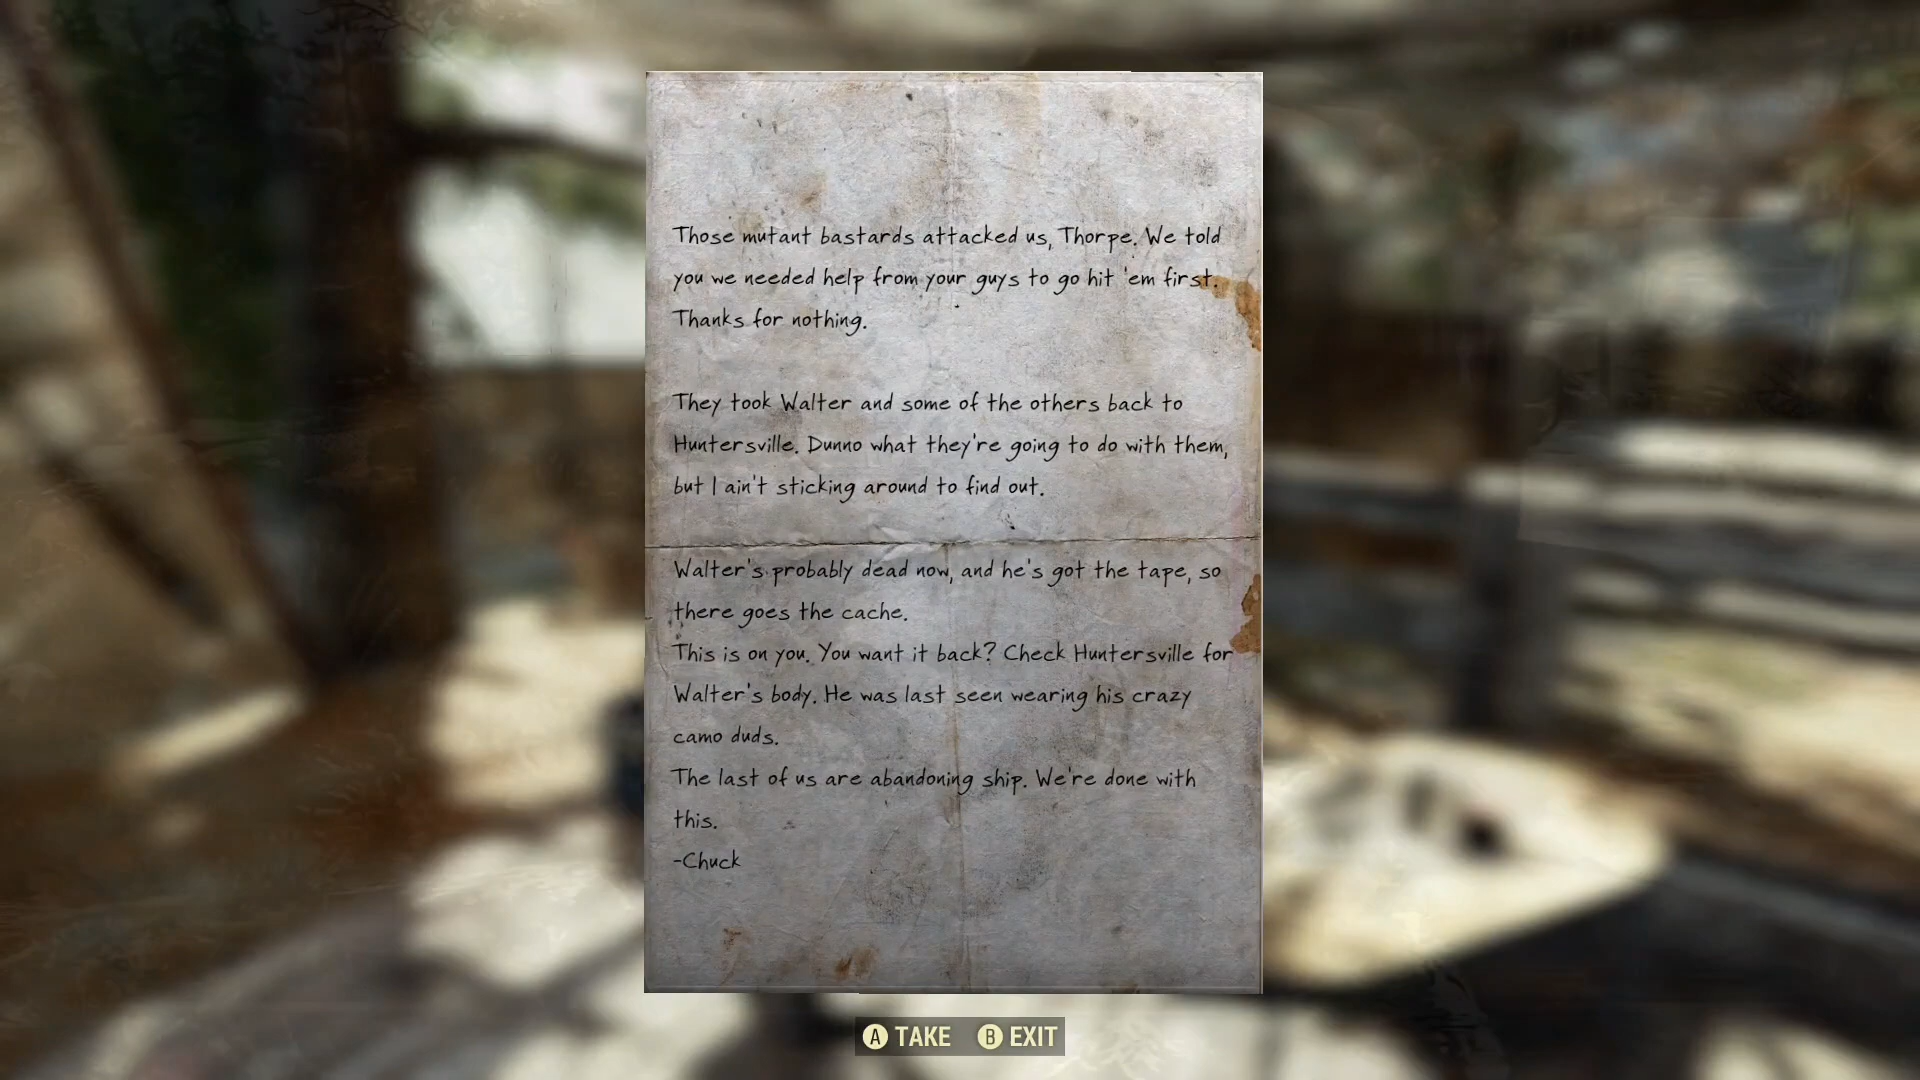 Those mutant bastards attacked us, Thorpe. We told
you we needed help from your guys to go hit 'em first.
Thanks for nothing.
They took Walter and some of the others back to
Huntersville. Dunno what they're going to do with them,
but I ain't sticking around to find out.
Walter's probably dead now, and he's got the tape, so
there goes the cache.
This is on you. You want it back? Check Huntersville for
Walter's body. He was last seen wearing his crazy
camo duds.
The last of us are abandoning ship. We're done with
this.
-Chuck
A TAKE B EXIT